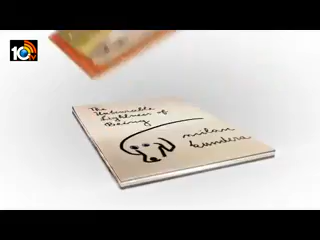 10TV
The
Unbearable
Lightness of
Being
milan
kundera